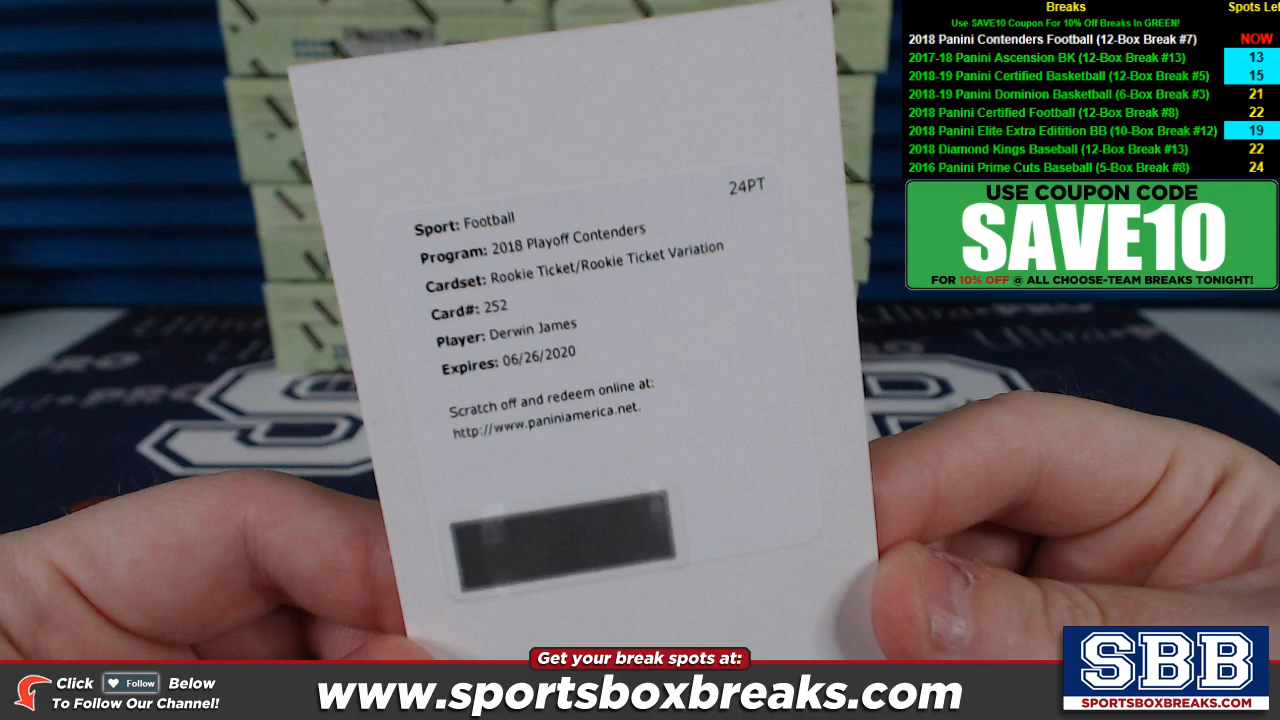 Breaks Spots Lef
Use SAVE10 Coupon For 10% Off Breaks In GREEN!
2018 Panini Contenders Football (12-Box Break #7) NOW
2017-18 Panini Ascension BK (12-Box Break #13) 13
2018-19 Panini Certified Basketball (12-Box Break #5) 15
2018-19 Panini Dominion Basketball (6-Box Break #3) 21
2018 Panini Certified Football (12-Box Break #8) 22
2018 Panini Elite Extra Edition BB (10-Box Break #12) 19
2018 Diamond Kings Baseball (12-Box Break #13) 22
2016 Panini Prime Cuts Baseball (5-Box Break #8) 24
USE COUPON CODE
SAVE10
FOR 10% OFF @ ALL CHOOSE-TEAM BREAKS TONIGHT!
24PT
Sport: Football
Program: 2018 Playoff Contenders
Cardset: Rookie Ticket/Rookie Ticket Variation
Card#: 252
Player: Derwin James
Expires: 06/26/2020
Scratch off and redeem online at:
http://www.paniniamerica.net.
Get your break spots at:
www.sportsboxbreaks.com
Click Follow Below
To Follow Our Channel!
SBB
SPORTSBOXBREAKS.COM